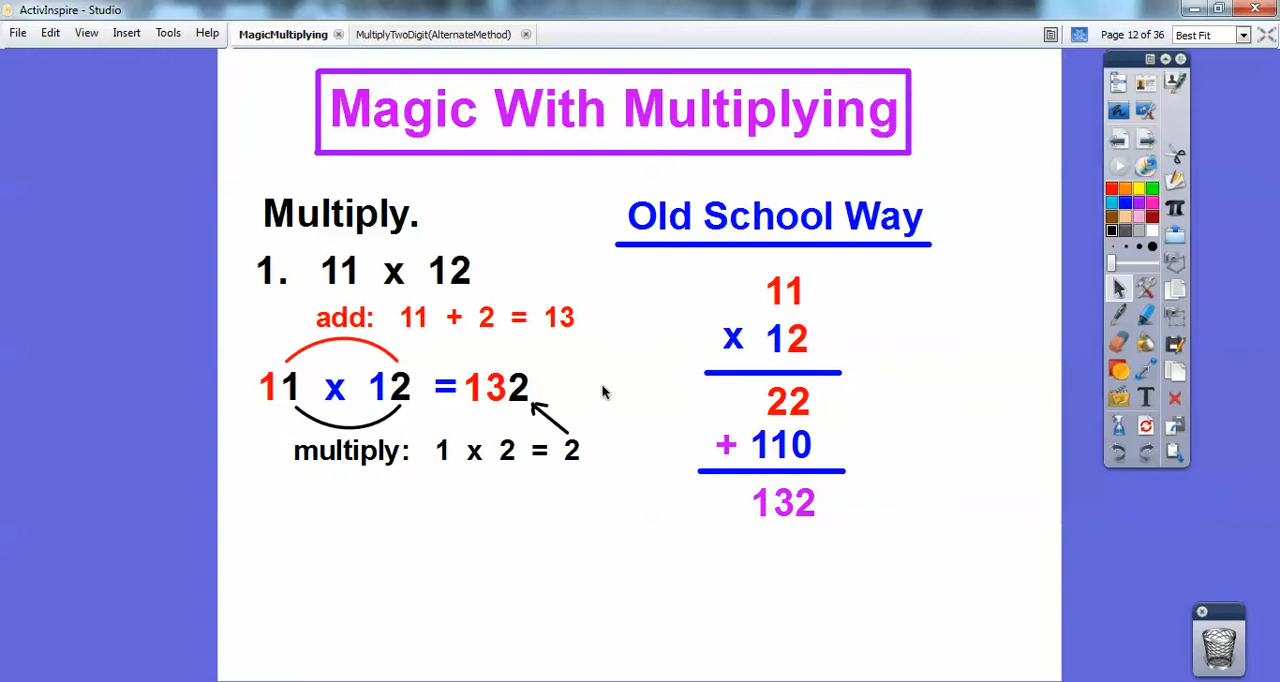 ActivInspire - Studio
File Edit View Insert Tools Help
MagicMultiplying
MultiplyTwoDigit(AlternateMethod)
Page 12 of 36
Best Fit
Magic With Multiplying
Multiply.
1. 11 x 12
add: 11 + 2 = 13
11 x 12 = 132
multiply: 1 x 2 = 2
Old School Way
11
x 12
22
+ 110
132
π
T